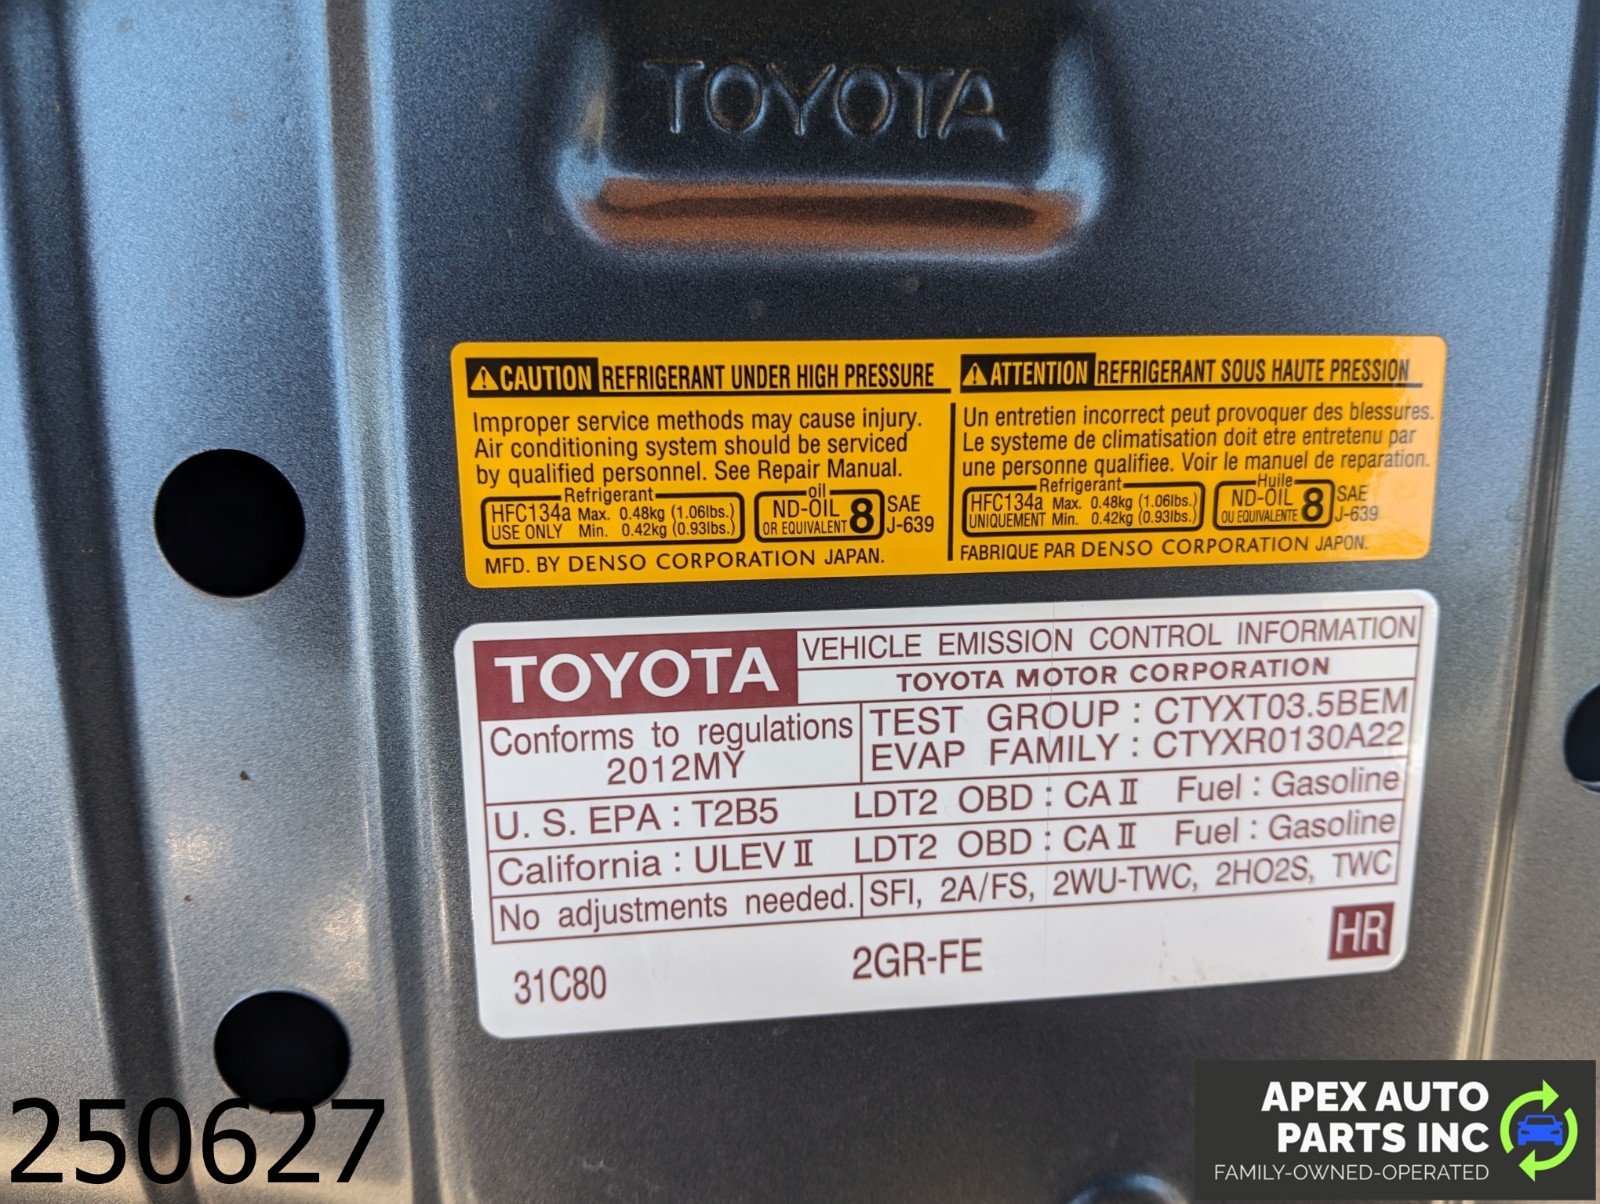 TOYOTA
CAUTION REFRIGERANT UNDER HIGH PRESSURE
Improper service methods may cause injury.
Air conditioning system should be serviced
by qualified personnel. See Repair Manual.
Refrigerant
HFC134a Max. 0.48kg (1.06lbs.)
USE ONLY Min. 0.42kg (0.93lbs.)
oil
ND-OIL 8
OR EQUIVALENT
SAE
J-639
MFD. BY DENSO CORPORATION JAPAN.
ATTENTION REFRIGERANT SOUS HAUTE PRESSION
Un entretien incorrect peut provoquer des blessures.
Le systeme de climatisation doit etre entretenu par
une personne qualifiee. Voir le manuel de reparation.
Refrigerant
HFC134a Max. 0.48kg (1.06lbs.)
UNIQUEMENT Min. 0.42kg (0.93lbs.)
Huile
ND-OIL 8
OU EQUIVALENTE
SAE
J-639
FABRIQUE PAR DENSO CORPORATION JAPON.
TOYOTA
VEHICLE EMISSION CONTROL INFORMATION
TOYOTA MOTOR CORPORATION
Conforms to regulations
2012MY
TEST GROUP : CTYXT03.5BEM
EVAP FAMILY : CTYXR0130A22
U. S. EPA : T2B5 LDT2 OBD : CA II Fuel : Gasoline
California : ULEV II LDT2 OBD : CA II Fuel : Gasoline
No adjustments needed. SFI, 2A/FS, 2WU-TWC, 2HO2S, TWC
31C80 2GR-FE HR
250627
APEX AUTO
PARTS INC
FAMILY-OWNED-OPERATED